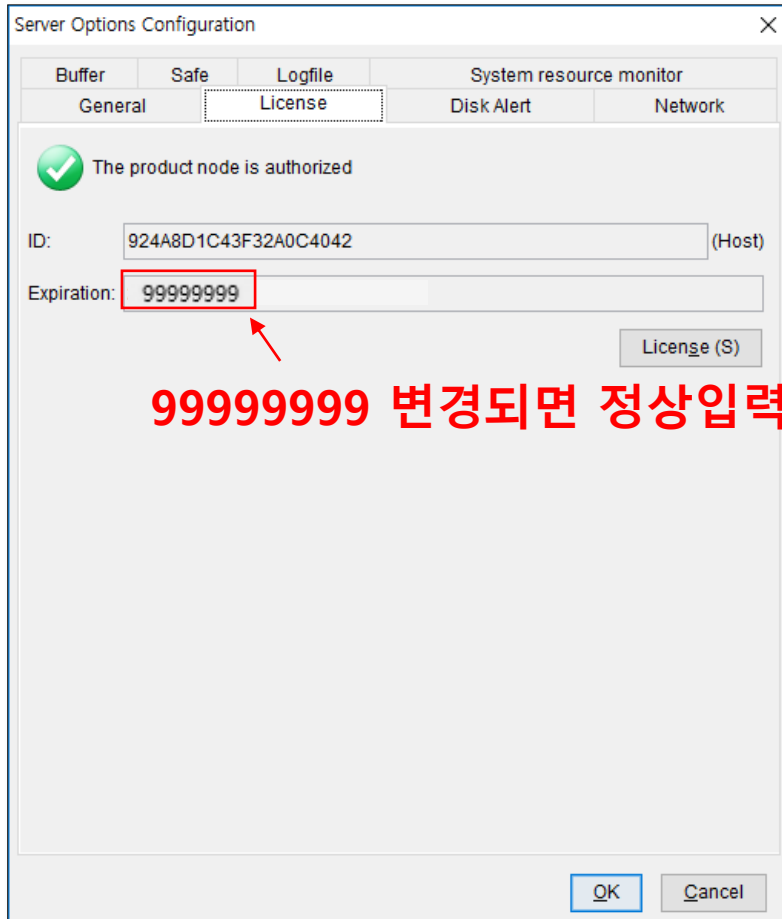 Server Options Configuration
Buffer Safe Logfile System resource monitor
General License Disk Alert Network
The product node is authorized
ID: 924A8D1C43F32A0C4042 (Host)
Expiration: 99999999
License (S)
99999999 변경되면 정상입력
OK Cancel